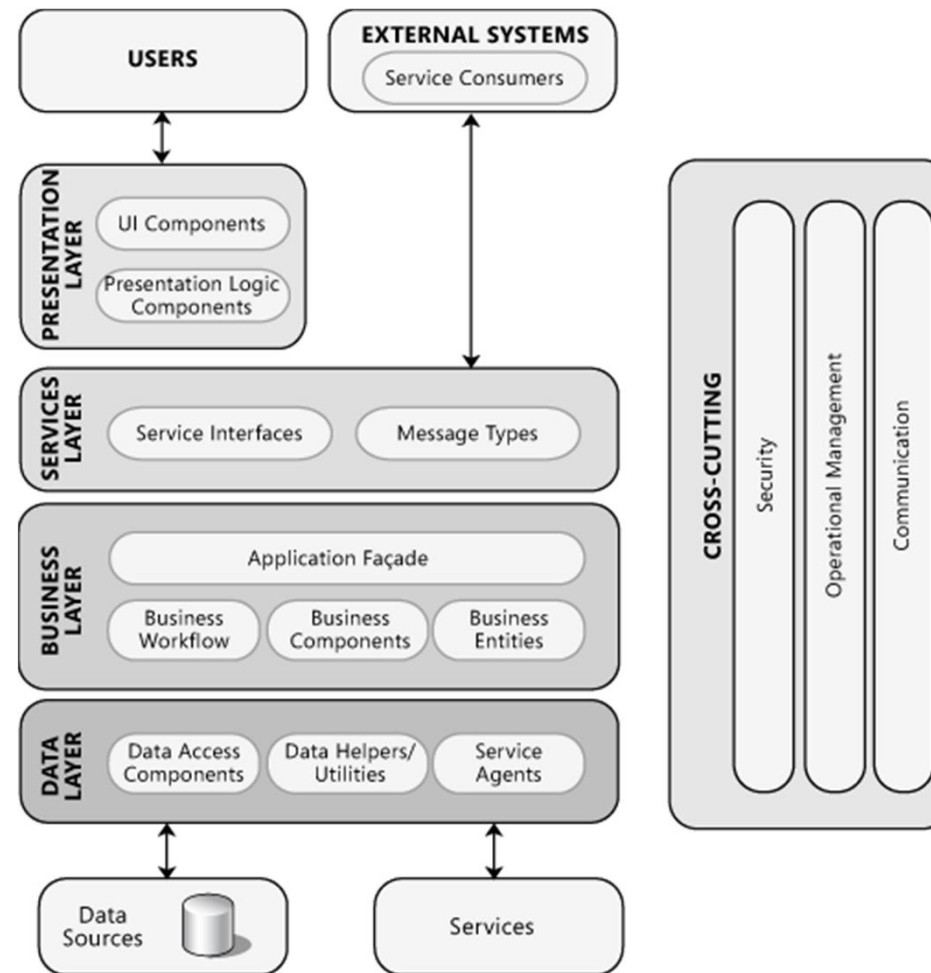 USERS
EXTERNAL SYSTEMS
Service Consumers
PRESENTATION
LAYER
UI Components
Presentation Logic
Components
SERVICES
LAYER
Service Interfaces
Message Types
BUSINESS
LAYER
Application Façade
Business
Workflow
Business
Components
Business
Entities
DATA
LAYER
Data Access
Components
Data Helpers/
Utilities
Service
Agents
Data
Sources
Services
CROSS-CUTTING
Security
Operational Management
Communication